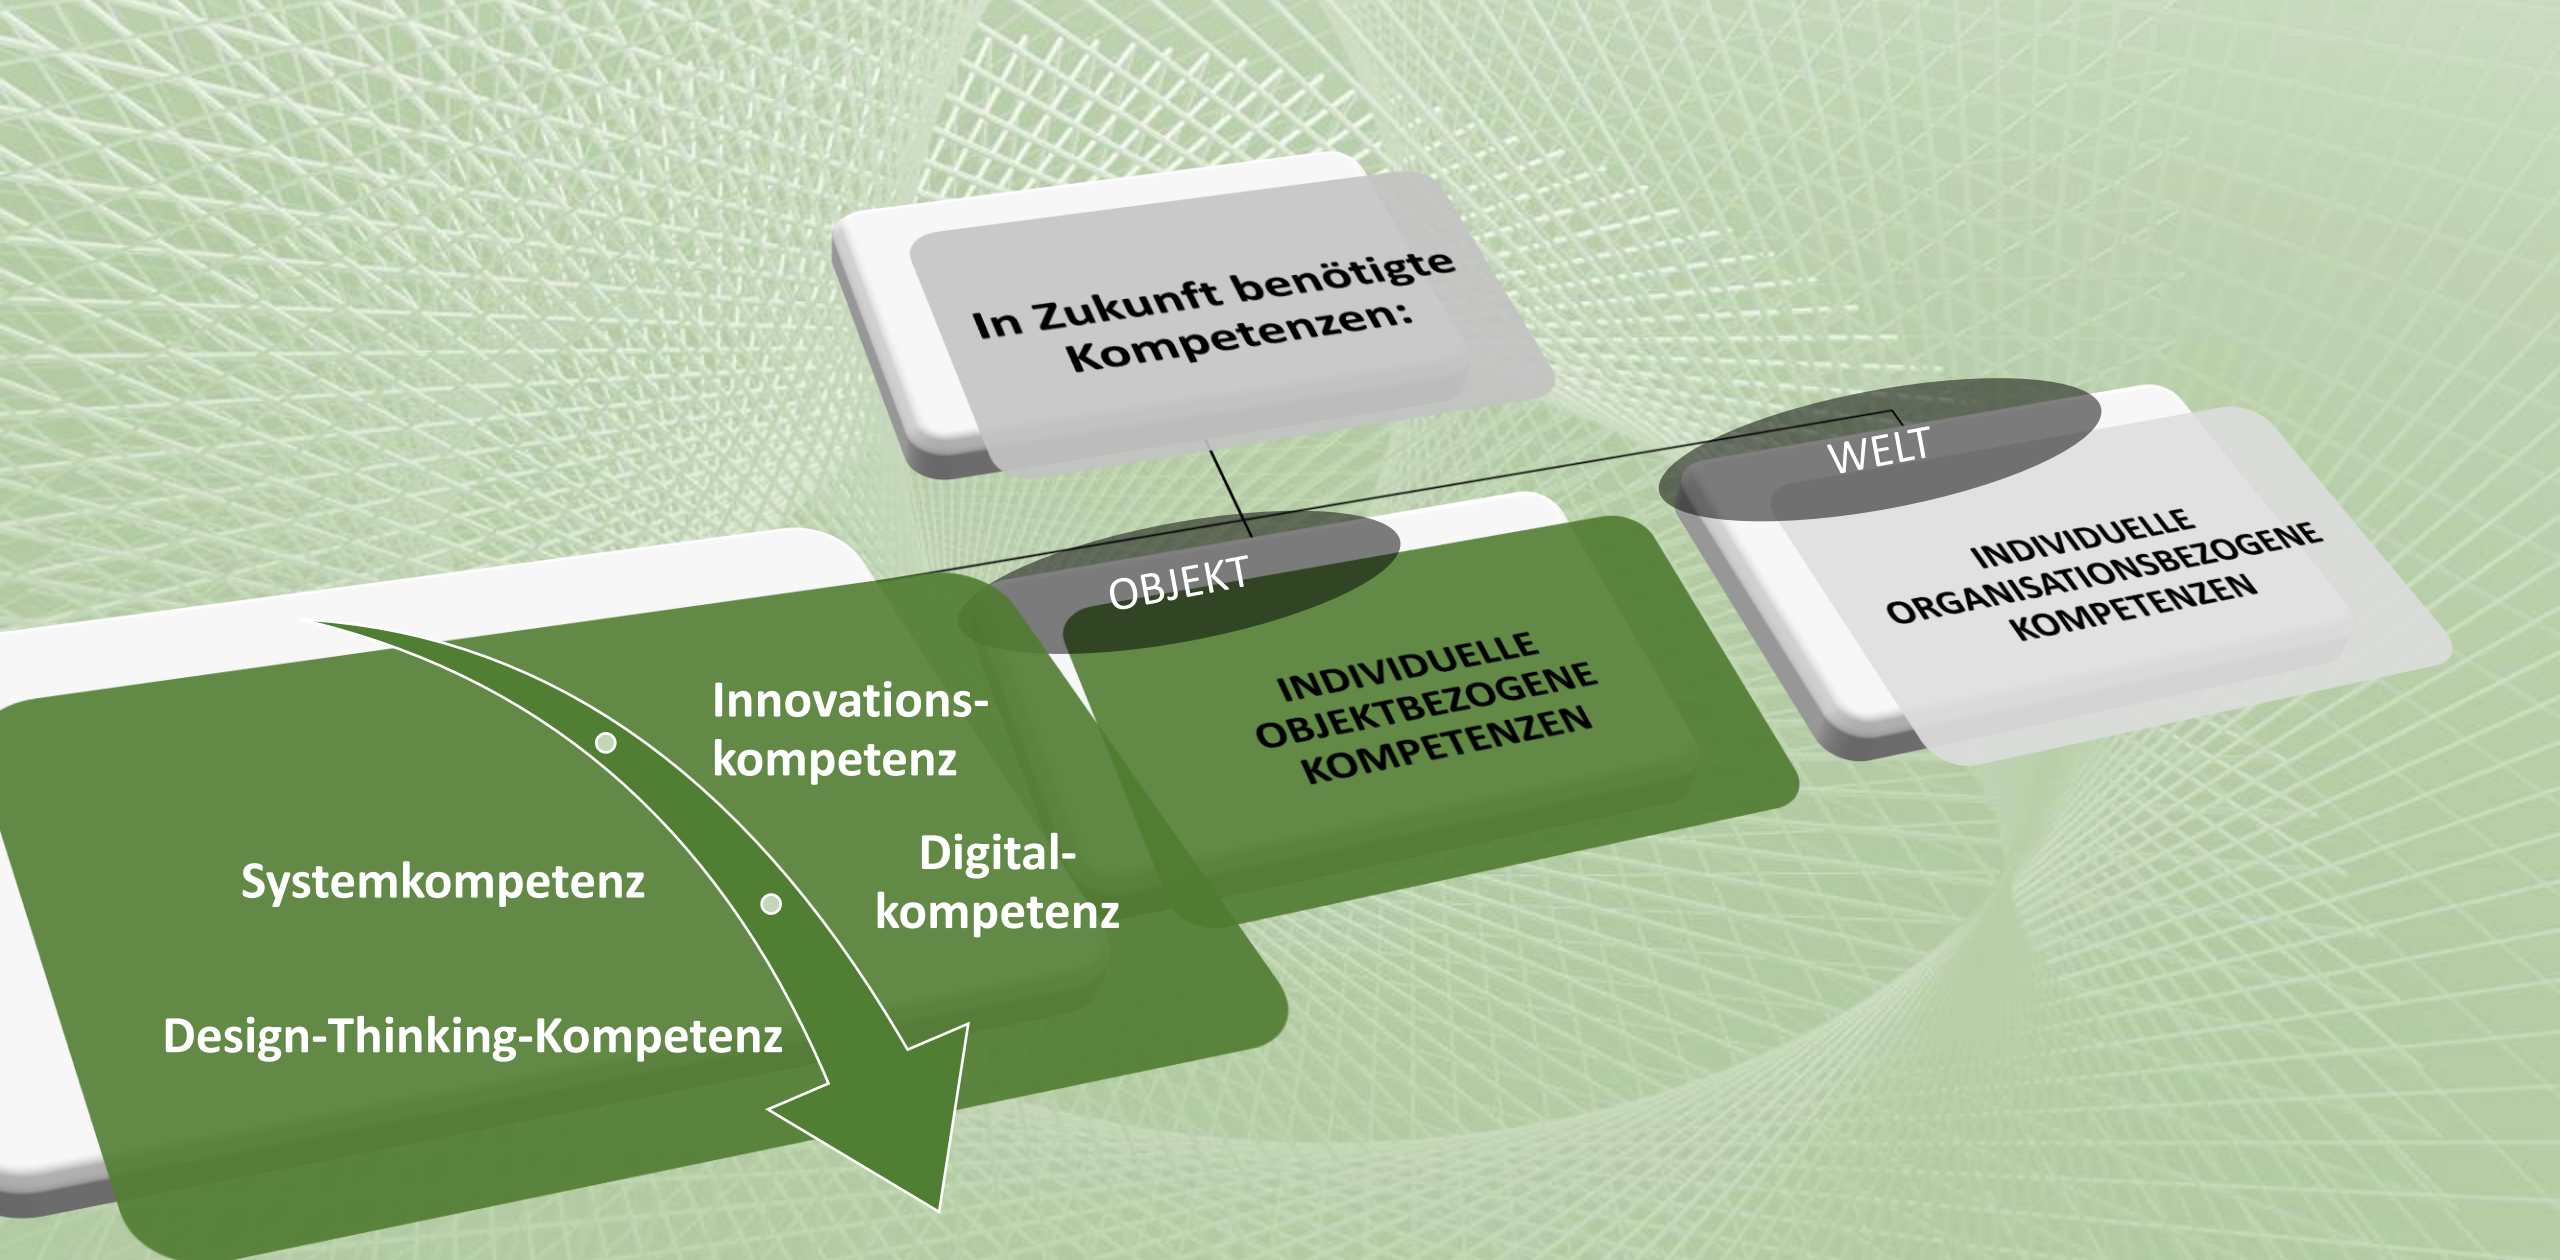 In Zukunft benötigte
Kompetenzen:
WELT
INDIVIDUELLE
ORGANISATIONSBEZOGENE
KOMPETENZEN
OBJEKT
INDIVIDUELLE
OBJEKTBEZOGENE
KOMPETENZEN
Innovations-
kompetenz
Systemkompetenz
Digital-
kompetenz
Design-Thinking-Kompetenz